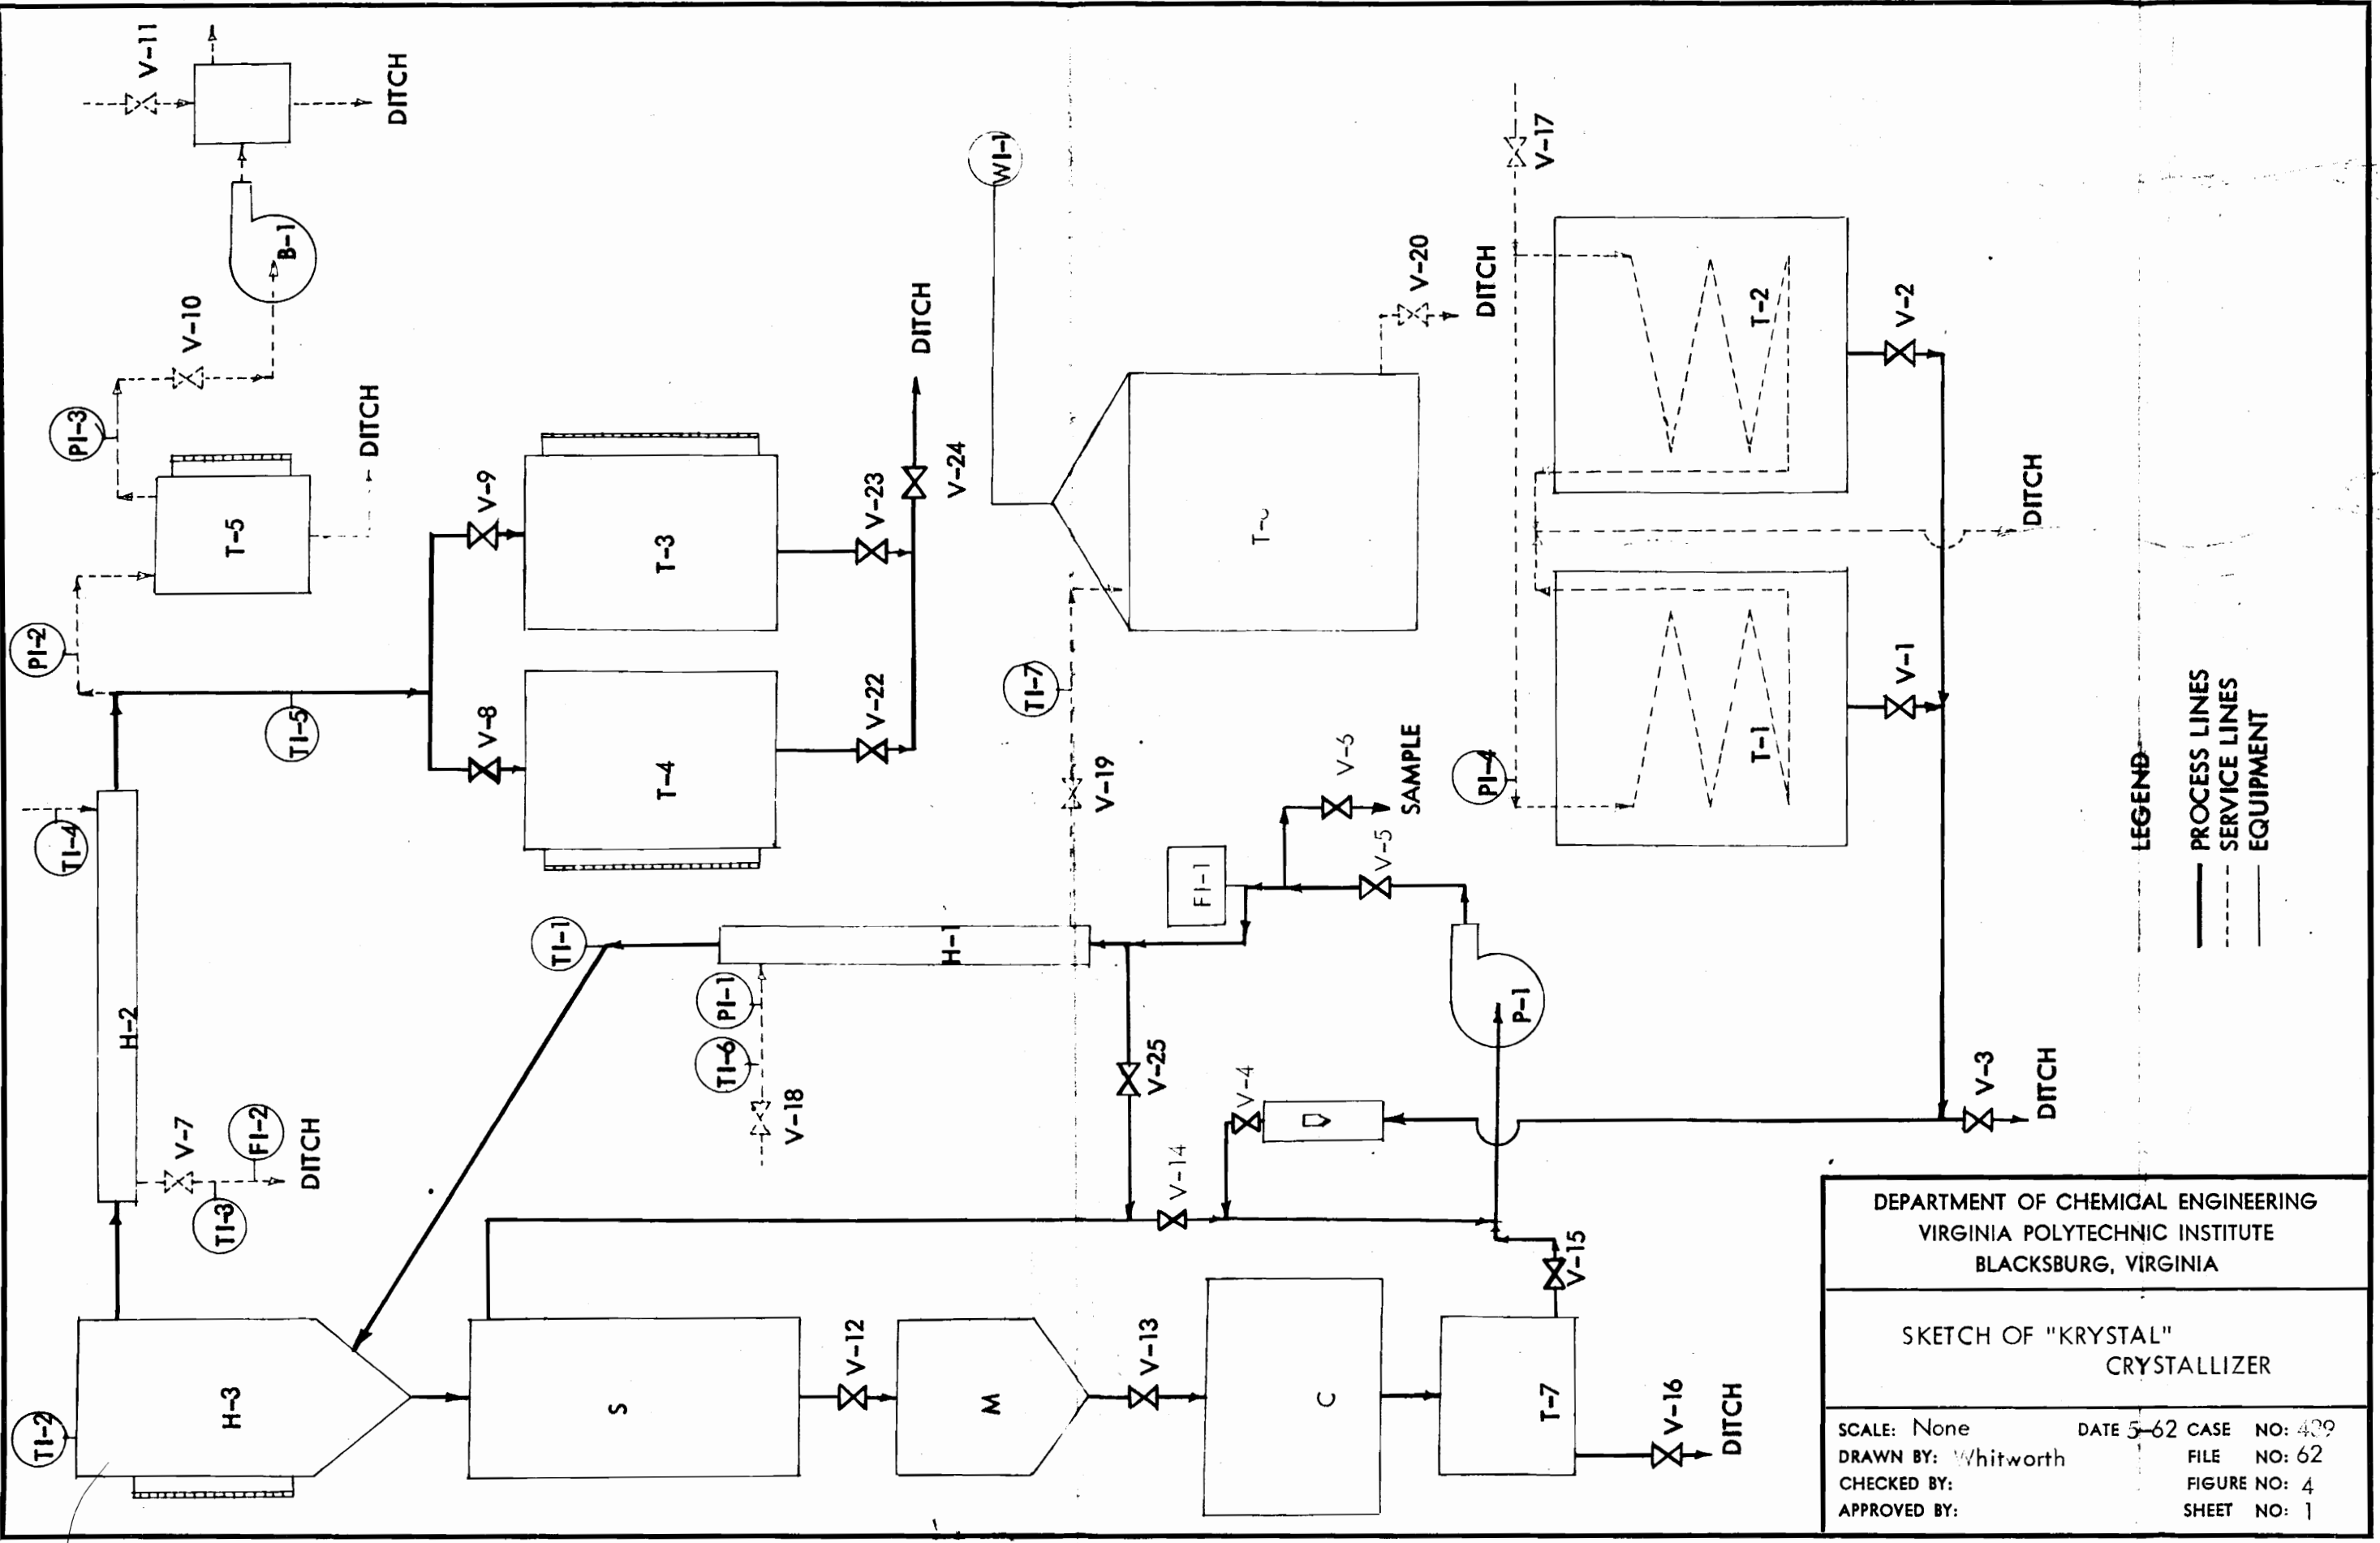 V-11
DITCH
B-1
V-10
PI-3
DITCH
T-5
PI-2
TI-5
V-9
V-8
T-3
T-4
V-23
V-22
V-24
DITCH
TI-4
H-2
V-7
TI-3
FI-2
DITCH
TI-2
H-3
TI-1
PI-1
TI-6
V-18
H-1
V-25
S
V-12
M
V-13
C
T-7
V-15
V-16
DITCH
V-14
V-4
P-1
FI-1
V-5
SAMPLE
V-19
TI-7
WI-1
V-20
DITCH
V-17
PI-4
T-2
T-1
V-2
V-1
DITCH
V-3
DITCH
LEGEND
PROCESS LINES
SERVICE LINES
EQUIPMENT
DEPARTMENT OF CHEMICAL ENGINEERING
VIRGINIA POLYTECHNIC INSTITUTE
BLACKSBURG, VIRGINIA
SKETCH OF "KRYSTAL"
CRYSTALLIZER
SCALE: None DATE 5-62 CASE NO:
DRAWN BY: Whitworth FILE NO: 62
CHECKED BY: FIGURE NO: 4
APPROVED BY: SHEET NO: 1